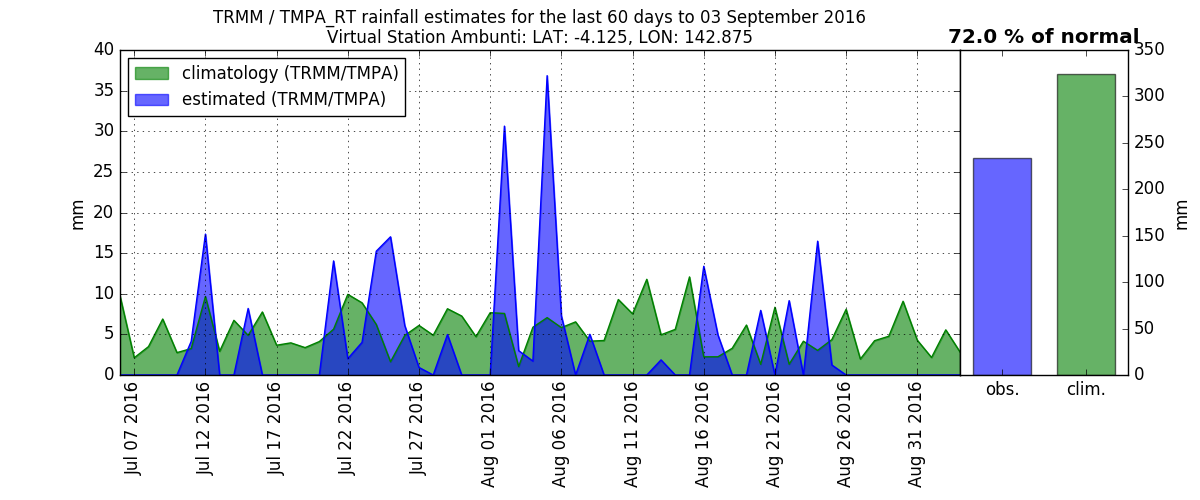 TRMM / TMPA_RT rainfall estimates for the last 60 days to 03 September 2016
Virtual Station Ambunti: LAT: -4.125, LON: 142.875
72.0 % of normal
climatology (TRMM/TMPA)
estimated (TRMM/TMPA)
40
35
30
25
20
15
10
5
0
mm
Jul 07 2016
Jul 12 2016
Jul 17 2016
Jul 22 2016
Jul 27 2016
Aug 01 2016
Aug 06 2016
Aug 11 2016
Aug 16 2016
Aug 21 2016
Aug 26 2016
Aug 31 2016
obs.
clim.
350
300
250
200
150
100
50
0
mm